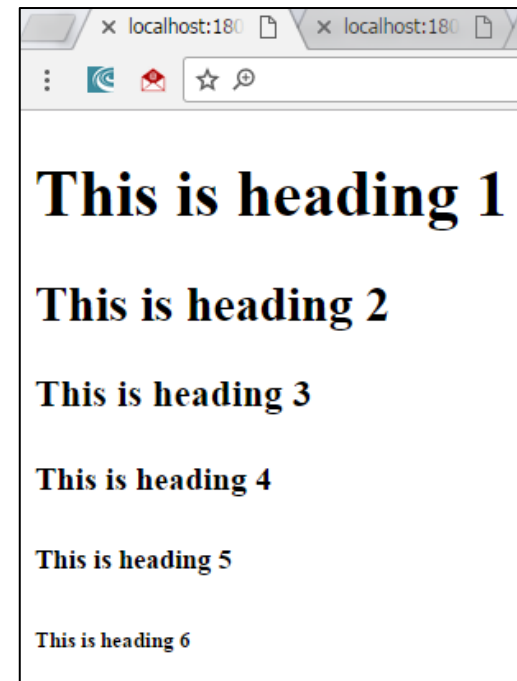 localhost:180 localhost:180
This is heading 1
This is heading 2
This is heading 3
This is heading 4
This is heading 5
This is heading 6